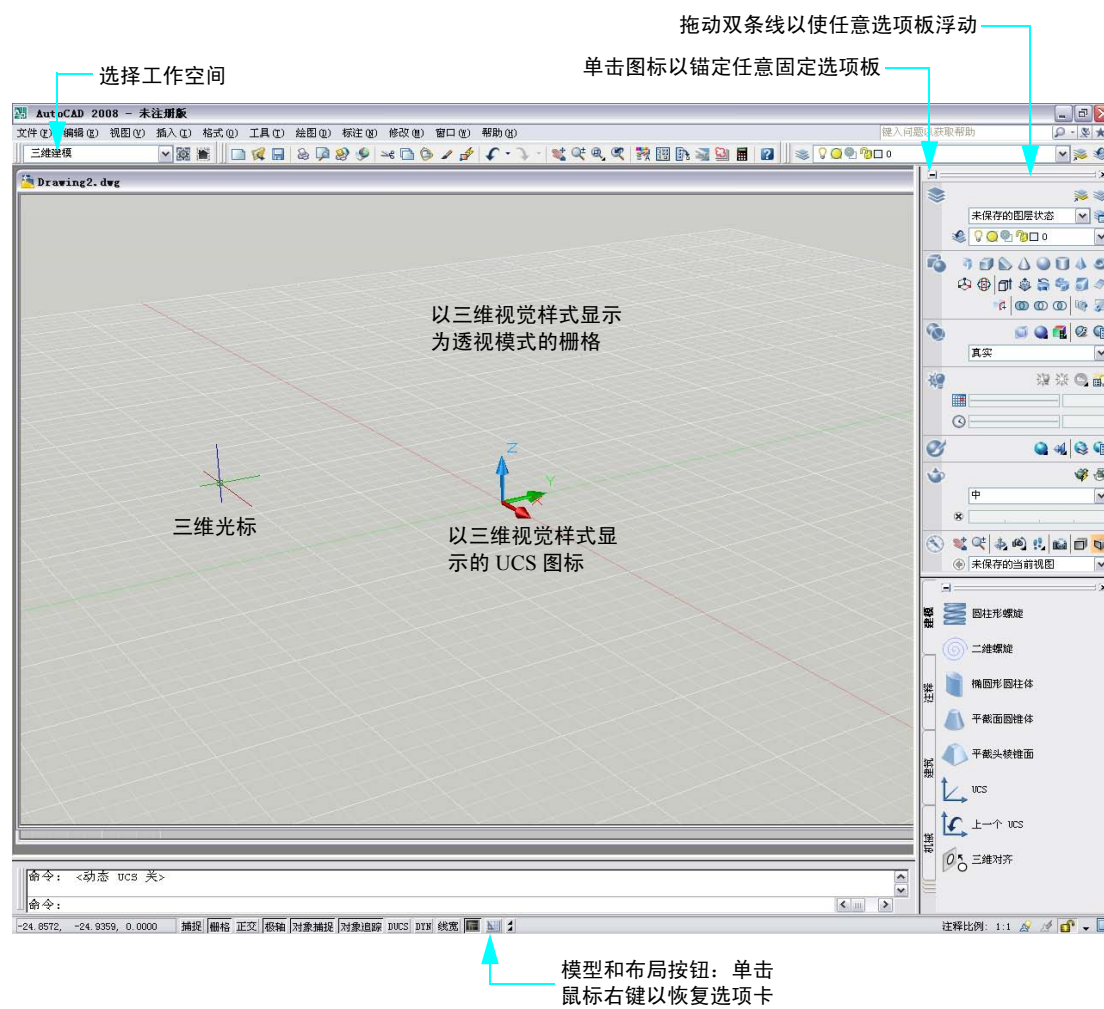 拖动双条线以使任意选项板浮动
选择工作空间
单击图标以锚定任意固定选项板
AutoCAD 2008 - 未注册版
文件(F) 编辑(E) 视图(V) 插入(I) 格式(O) 工具(T) 绘图(D) 标注(N) 修改(M) 窗口(W) 帮助(H)
键入问题以获取帮助
三维建模
0
Drawing2.dwg
未保存的图层状态
0
以三维视觉样式显示
为透视模式的栅格
真实
Z
Y
X
三维光标
以三维视觉样式显
示的 UCS 图标
中
未保存的当前视图
建模
圆柱形螺旋
二维螺旋
注释
椭圆形圆柱体
平截面圆锥体
建筑
平截头棱锥面
UCS
机械
上一个 UCS
三维对齐
命令: <动态 UCS 关>
命令:
-24.8572, -24.9359, 0.0000 捕捉 栅格 正交 极轴 对象捕捉 对象追踪 DUCS DYN 线宽
注释比例: 1:1
模型和布局按钮：单击
鼠标右键以恢复选项卡